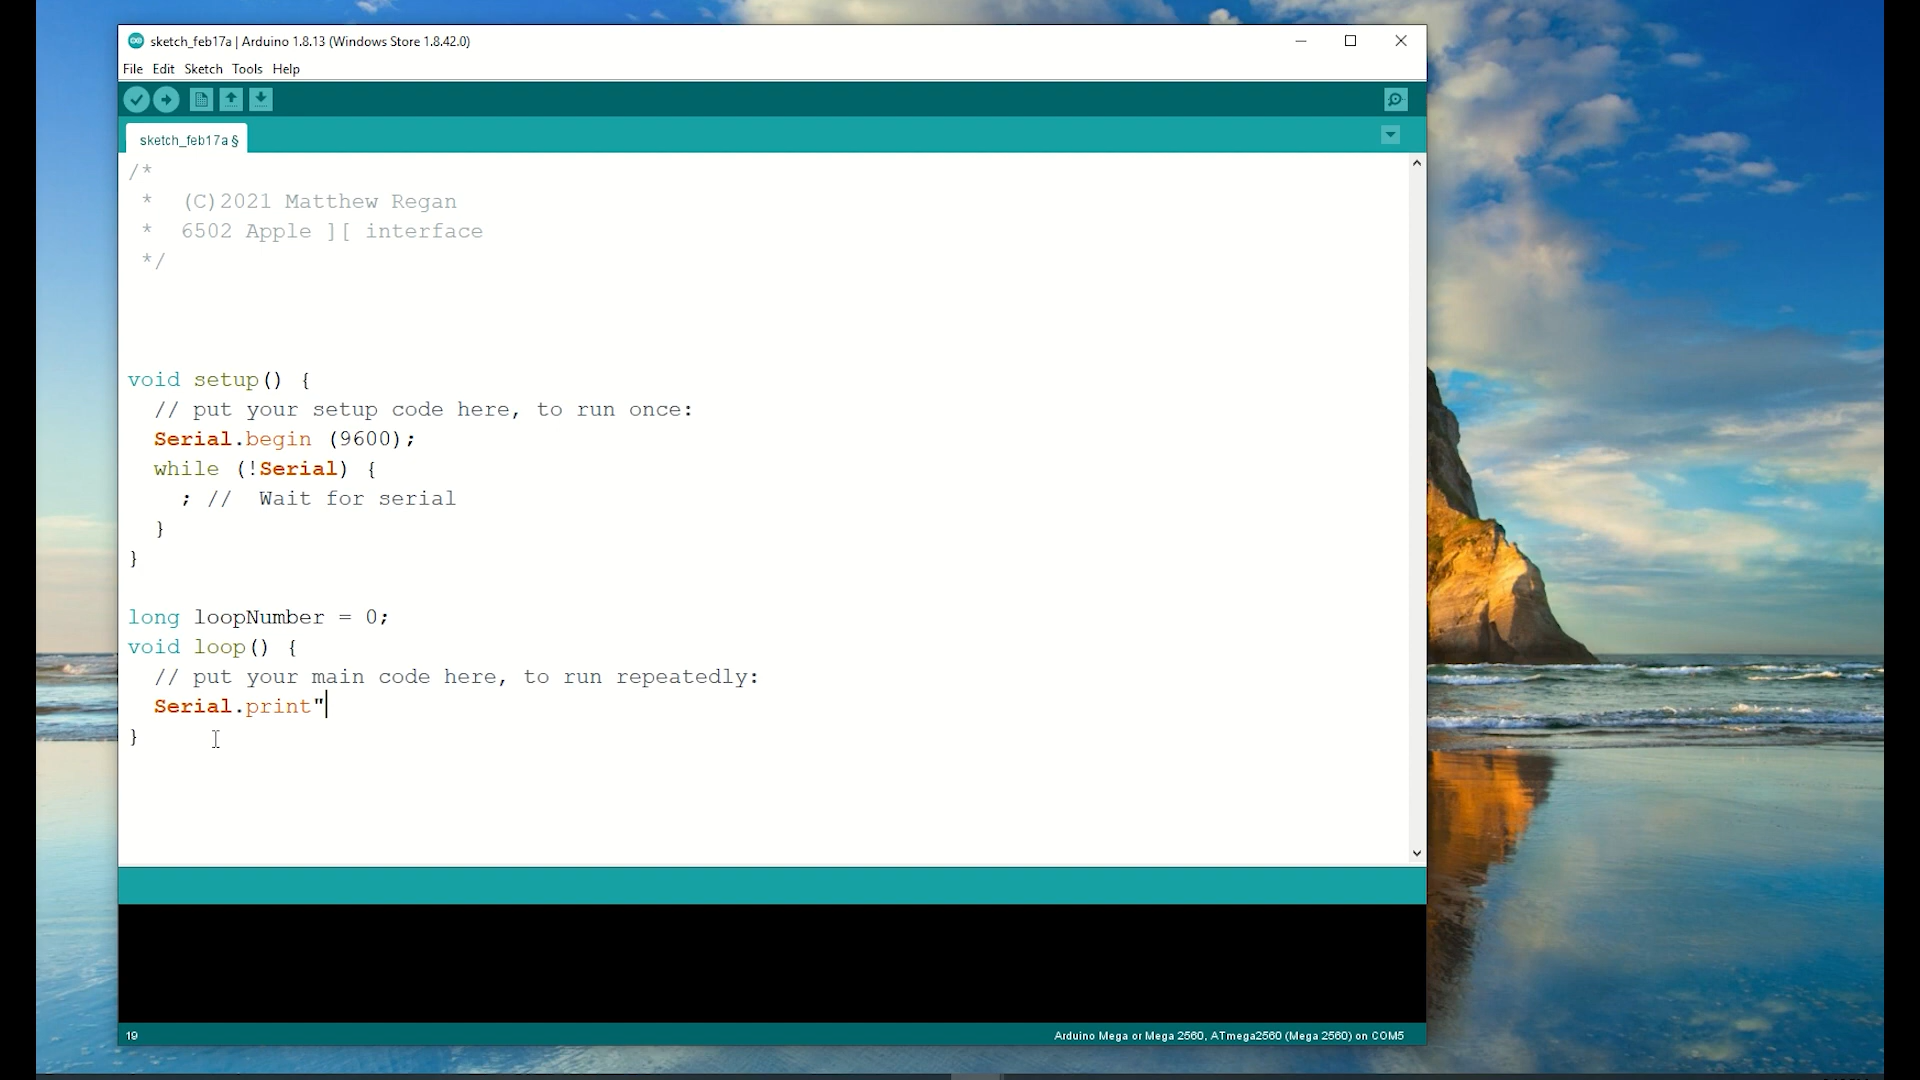 sketch_feb17a | Arduino 1.8.13 (Windows Store 1.8.42.0)
File Edit Sketch Tools Help
sketch_feb17a §
/*
 *  (C)2021 Matthew Regan
 *  6502 Apple ][ interface
 */
void setup() {
  // put your setup code here, to run once:
  Serial.begin (9600);
  while (!Serial) {
    ; //  Wait for serial
  }
}
long loopNumber = 0;
void loop() {
  // put your main code here, to run repeatedly:
  Serial.print"
}
19
Arduino Mega or Mega 2560, ATmega2560 (Mega 2560) on COM5